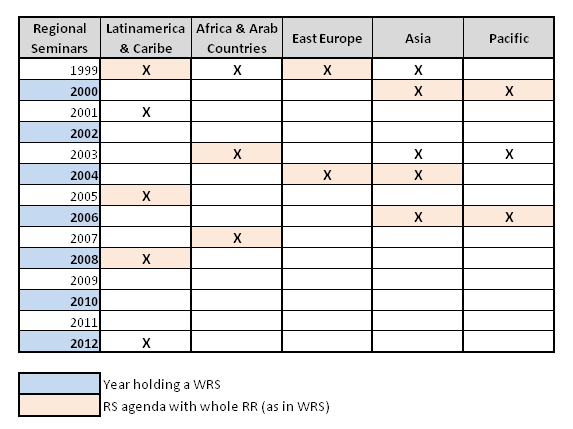 Regional Seminars Latinamerica & Caribe Africa & Arab Countries East Europe Asia Pacific
1999 X X X X
2000 X X
2001 X
2002
2003 X X X
2004 X X
2005 X
2006 X X
2007 X
2008 X
2009
2010
2011
2012 X
Year holding a WRS
RS agenda with whole RR (as in WRS)